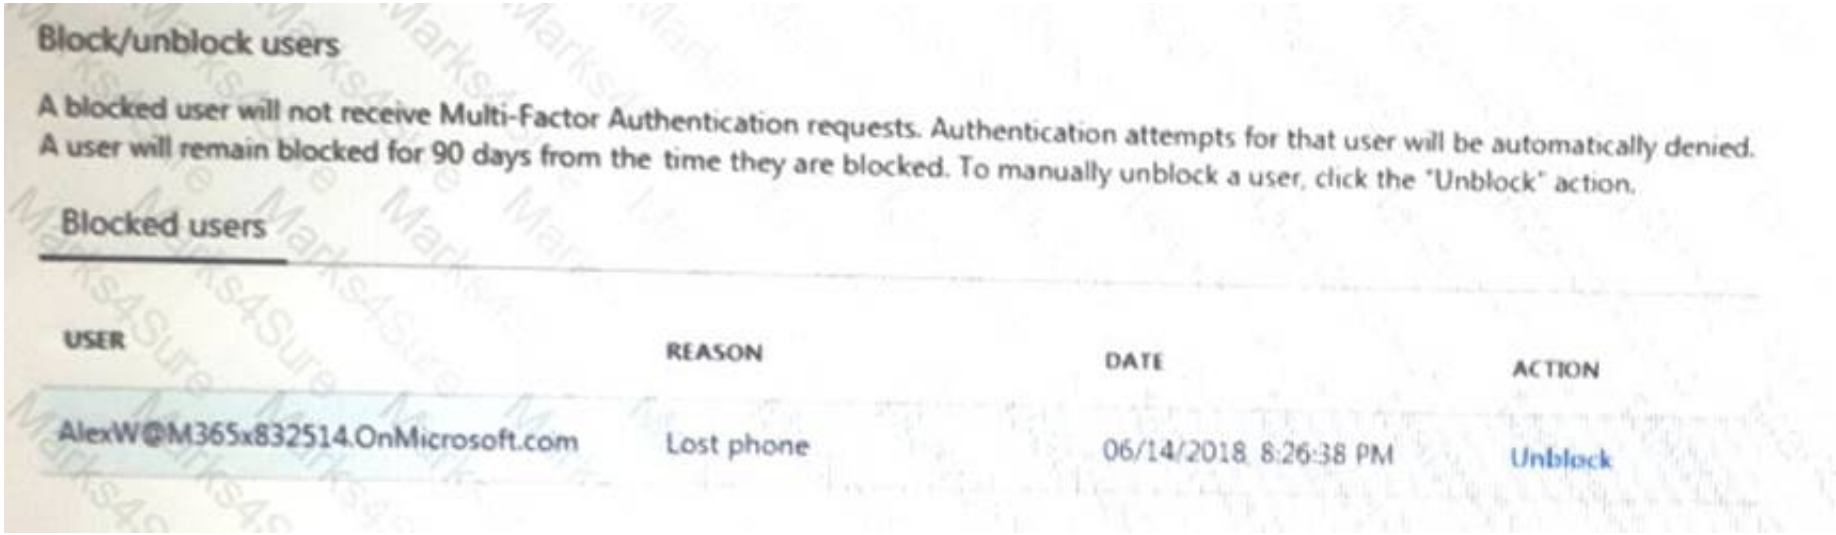 Block/unblock users
A blocked user will not receive Multi-Factor Authentication requests. Authentication attempts for that user will be automatically denied.
A user will remain blocked for 90 days from the time they are blocked. To manually unblock a user, click the "Unblock" action.
Blocked users
USER REASON DATE ACTION
AlexW@M365x832514.OnMicrosoft.com Lost phone 06/14/2018 8:26:38 PM Unblock
Marks4Sure